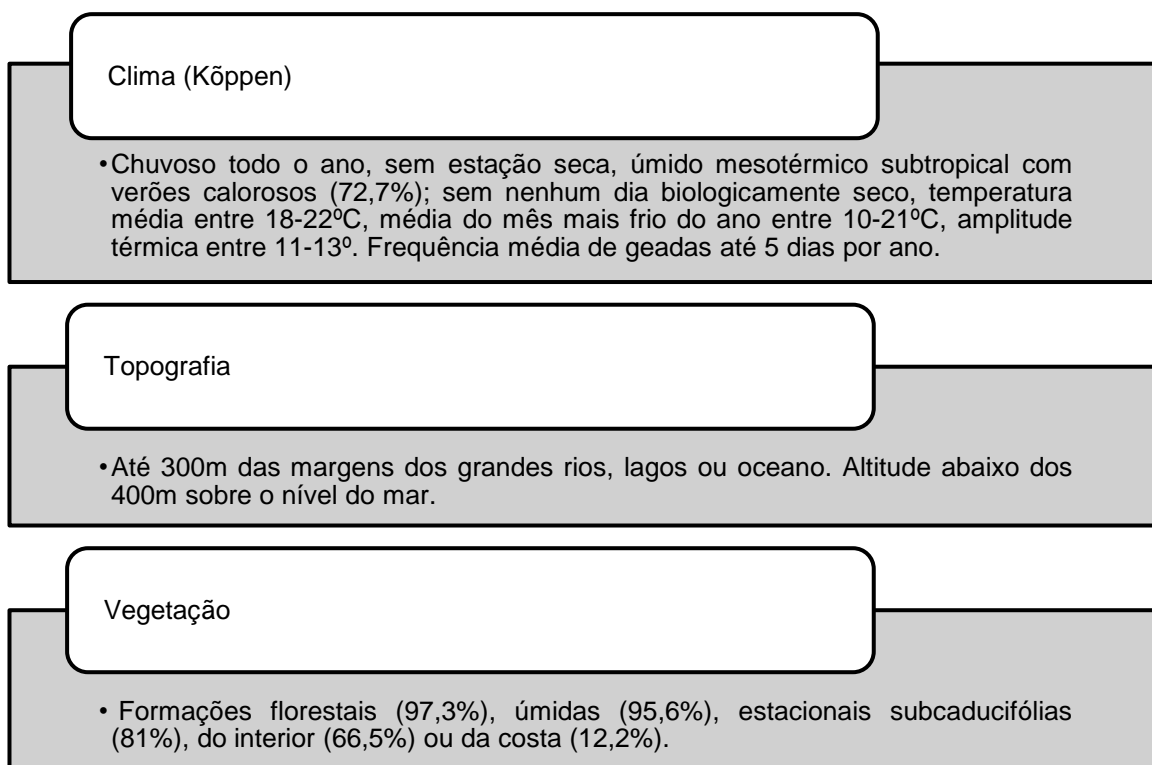 Clima (Kõppen)
•Chuvoso todo o ano, sem estação seca, úmido mesotérmico subtropical com
verões calorosos (72,7%); sem nenhum dia biologicamente seco, temperatura
média entre 18-22ºC, média do mês mais frio do ano entre 10-21ºC, amplitude
térmica entre 11-13º. Frequência média de geadas até 5 dias por ano.
Topografia
•Até 300m das margens dos grandes rios, lagos ou oceano. Altitude abaixo dos
400m sobre o nível do mar.
Vegetação
• Formações florestais (97,3%), úmidas (95,6%), estacionais subcaducifólias
(81%), do interior (66,5%) ou da costa (12,2%).